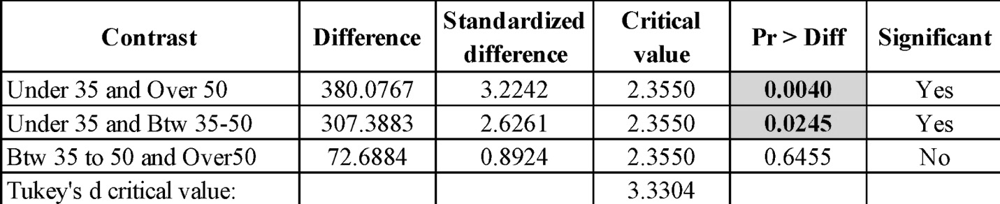 Contrast Difference Standardized difference Critical value Pr > Diff Significant
Under 35 and Over 50 380.0767 3.2242 2.3550 0.0040 Yes
Under 35 and Btw 35-50 307.3883 2.6261 2.3550 0.0245 Yes
Btw 35 to 50 and Over50 72.6884 0.8924 2.3550 0.6455 No
Tukey's d critical value: 3.3304